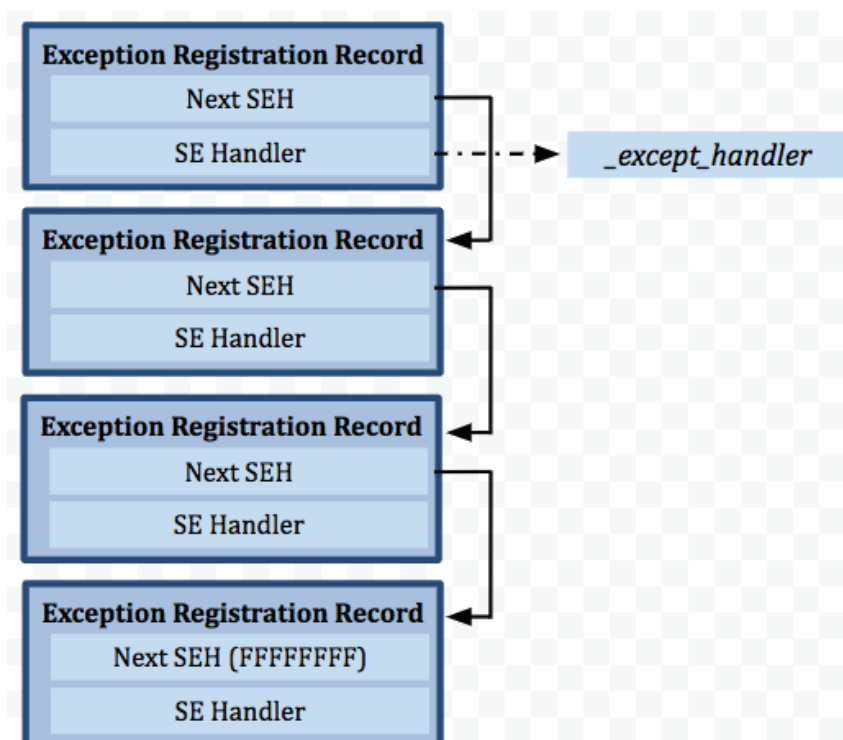 Exception Registration Record
Next SEH
SE Handler
_except_handler
Exception Registration Record
Next SEH
SE Handler
Exception Registration Record
Next SEH
SE Handler
Exception Registration Record
Next SEH (FFFFFFFF)
SE Handler